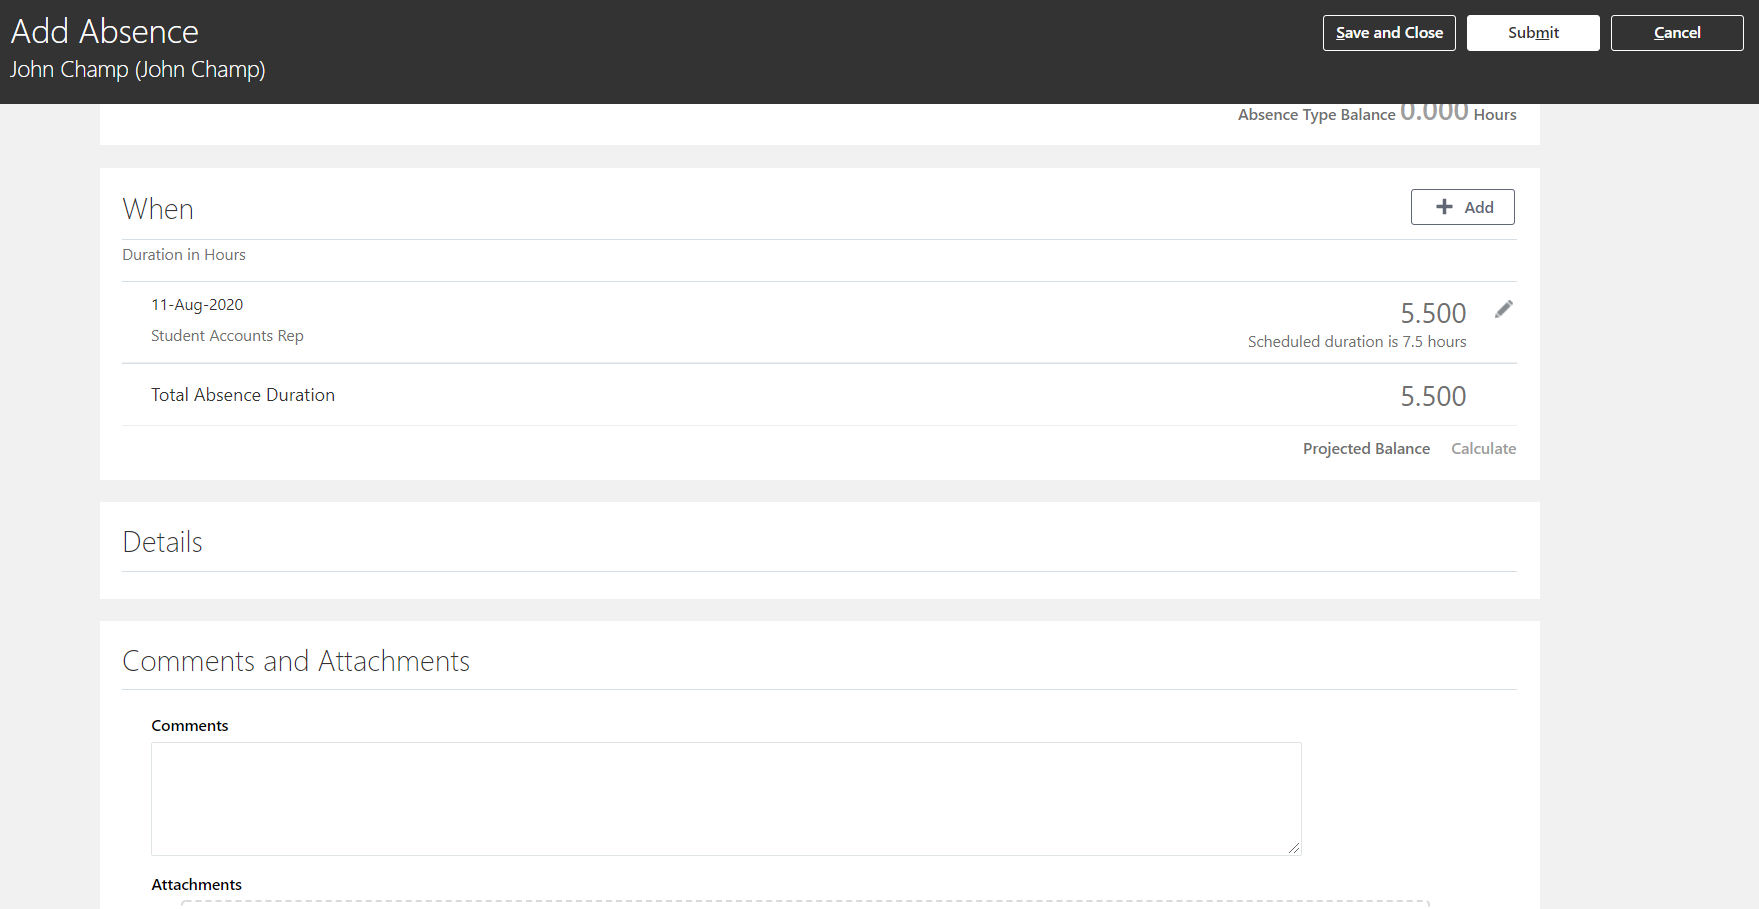 Add Absence
John Champ (John Champ)
Save and Close
Submit
Cancel
Absence Type Balance 0.000 Hours
When
Add
Duration in Hours
11-Aug-2020
5.500
Student Accounts Rep
Scheduled duration is 7.5 hours
Total Absence Duration
5.500
Projected Balance Calculate
Details
Comments and Attachments
Comments
Attachments